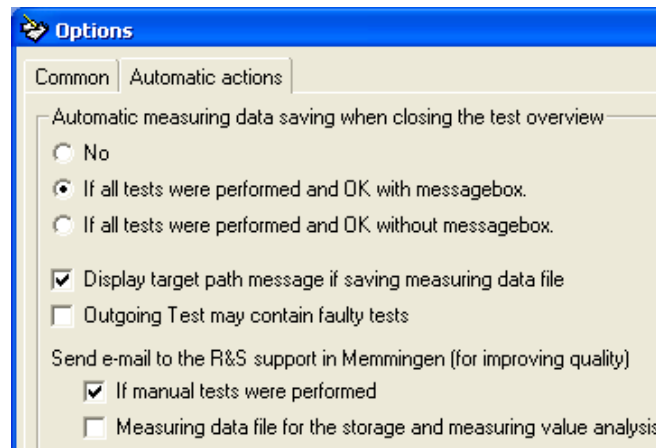 Options
Common Automatic actions
Automatic measuring data saving when closing the test overview
No
If all tests were performed and OK with messagebox.
If all tests were performed and OK without messagebox.
Display target path message if saving measuring data file
Outgoing Test may contain faulty tests
Send e-mail to the R&S support in Memmingen (for improving quality)
If manual tests were performed
Measuring data file for the storage and measuring value analysis